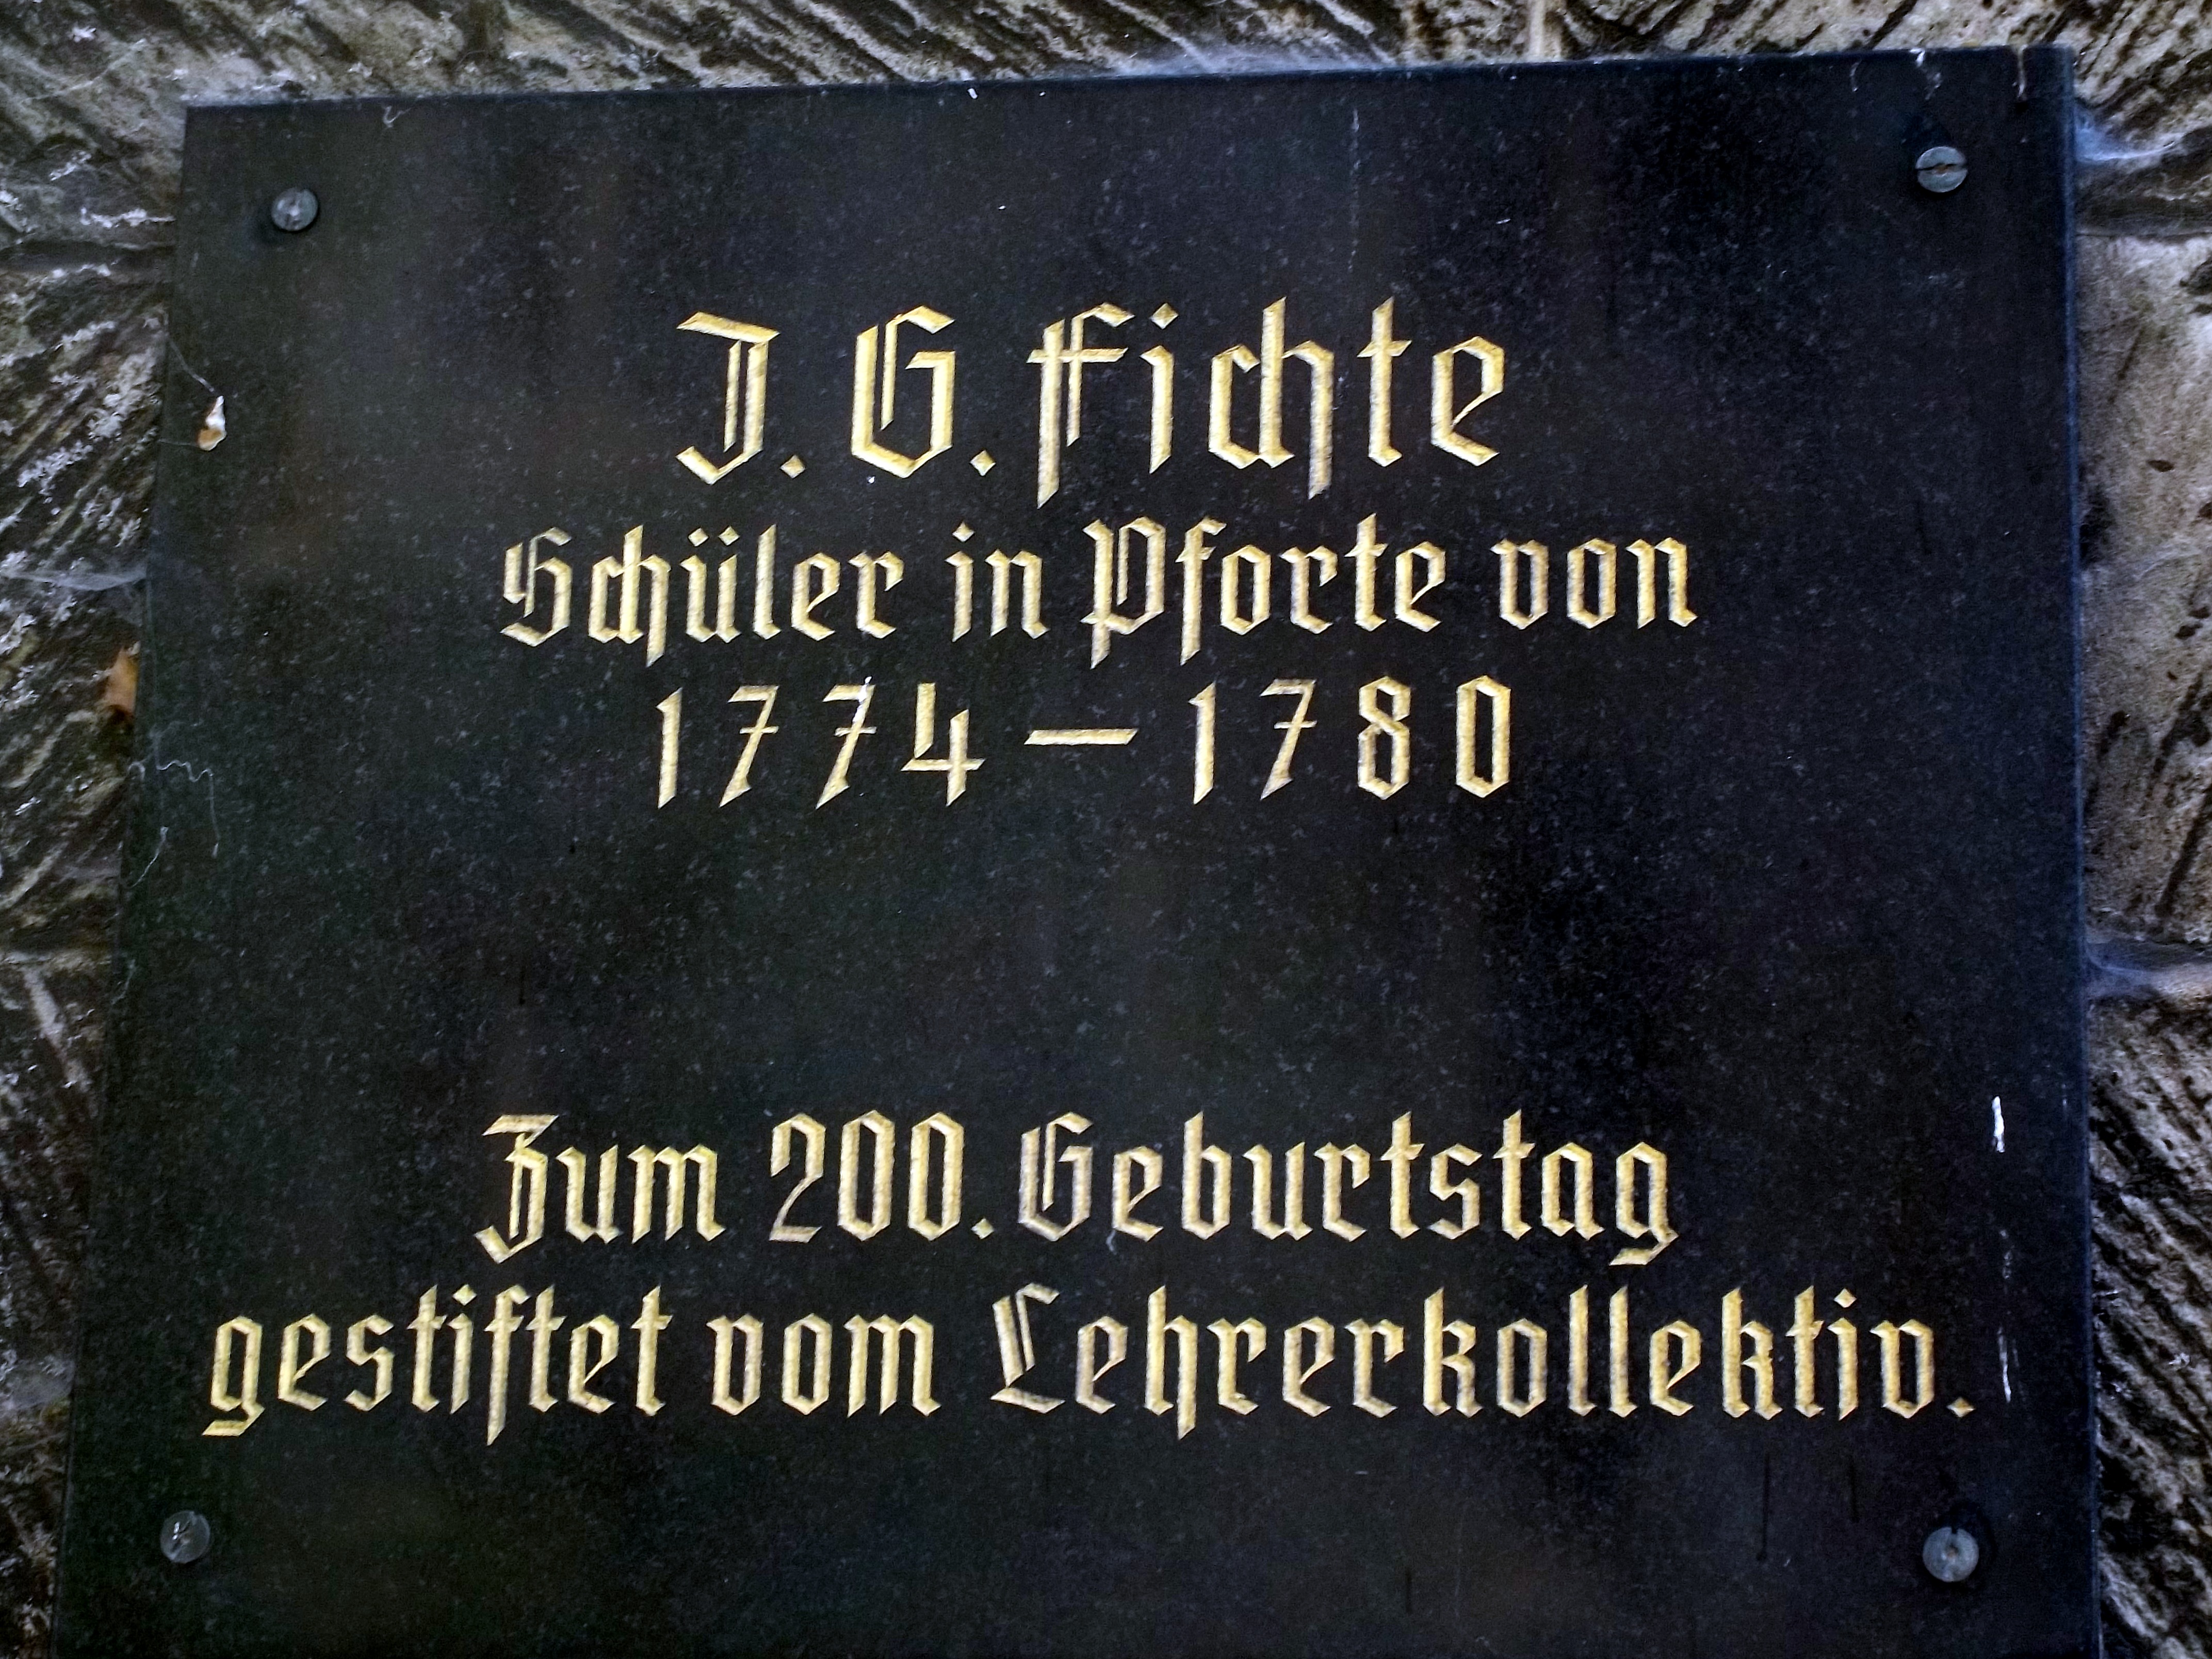 J. G. Fichte
Schüler in Pforte von
1774 — 1780
Zum 200. Geburtstag
gestiftet vom Lehrerkollektiv.